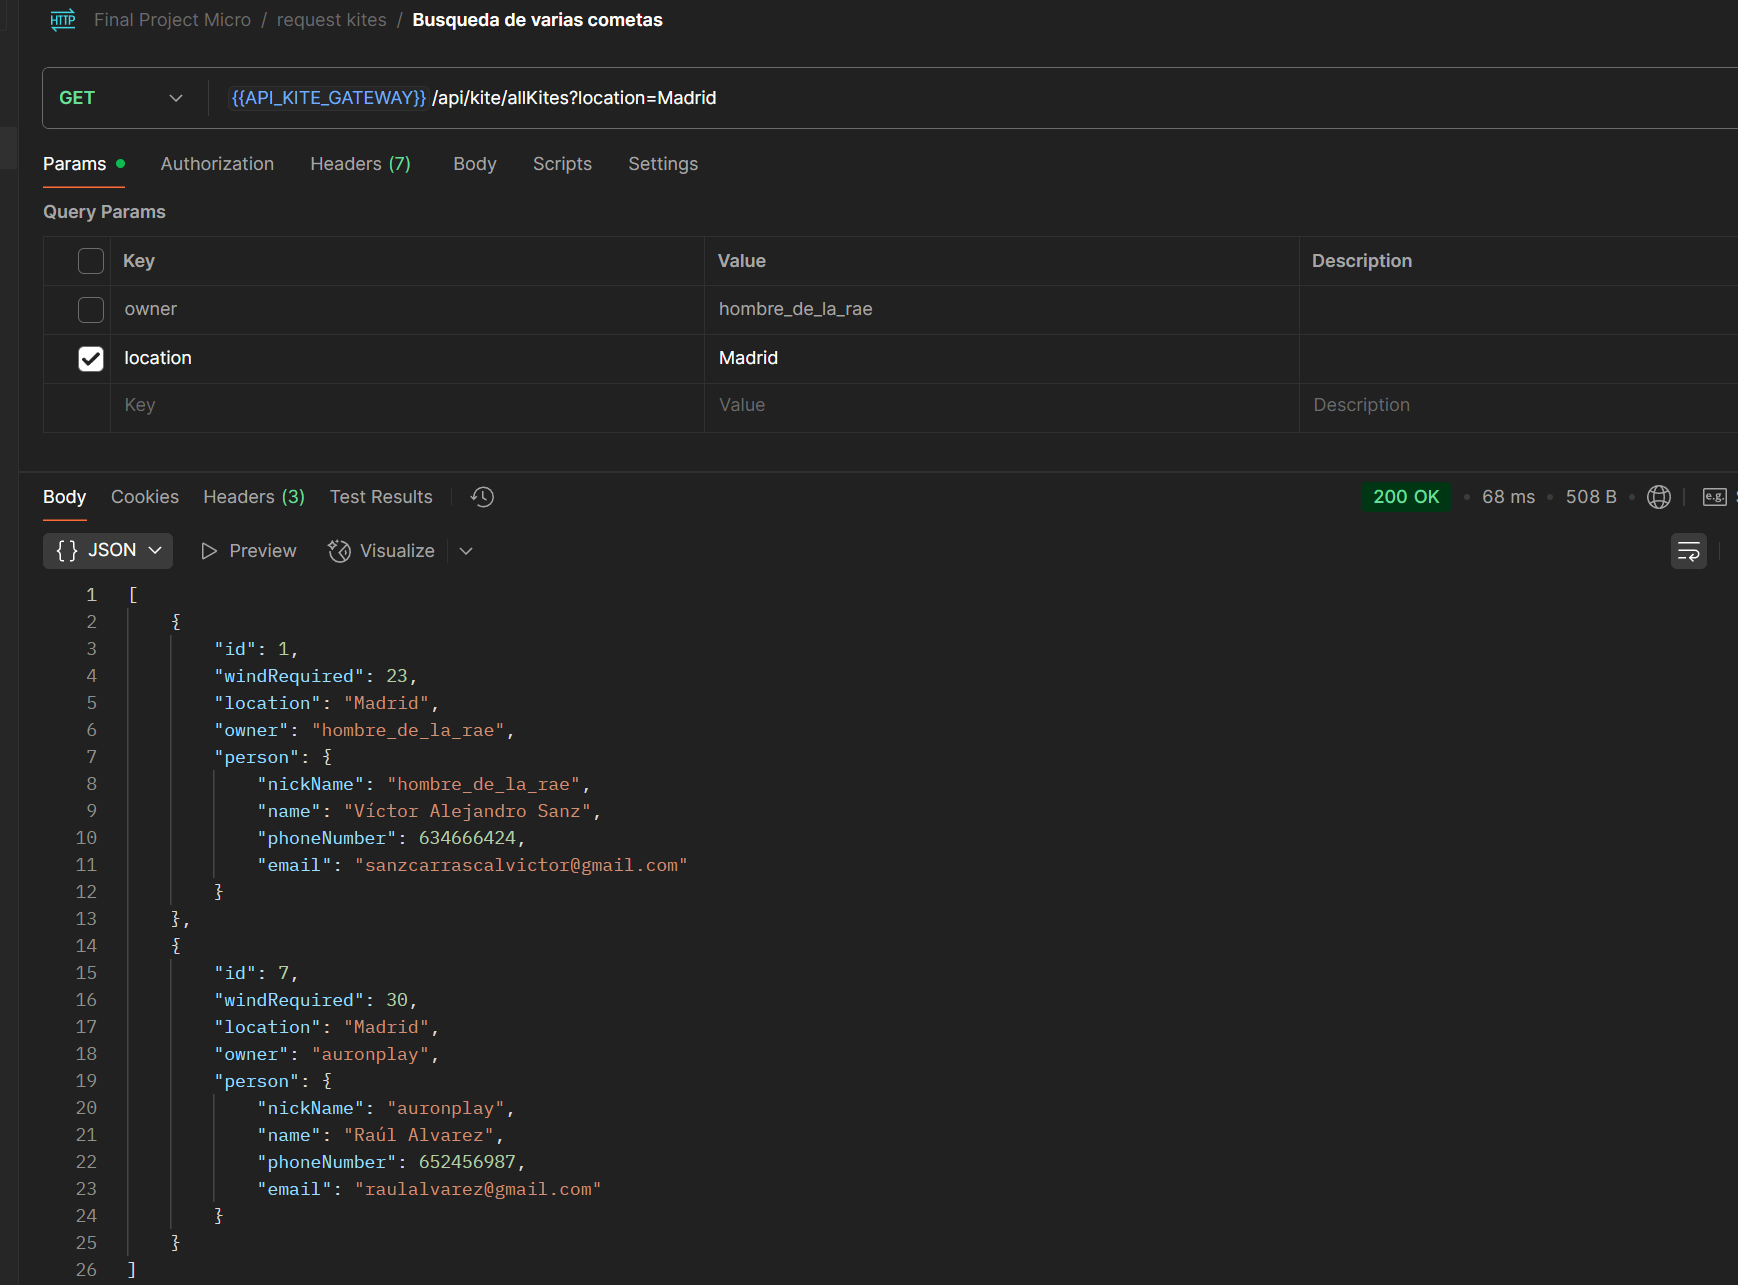 HTTP Final Project Micro / request kites / Busqueda de varias cometas
GET {{API_KITE_GATEWAY}} /api/kite/allKites?location=Madrid
Params Authorization Headers (7) Body Scripts Settings
Query Params
Key Value Description
owner hombre_de_la_rae
location Madrid
Key Value Description
Body Cookies Headers (3) Test Results 200 OK • 68 ms • 508 B • e.g.
{} JSON Preview Visualize
1 [
2 {
3 "id": 1,
4 "windRequired": 23,
5 "location": "Madrid",
6 "owner": "hombre_de_la_rae",
7 "person": {
8 "nickName": "hombre_de_la_rae",
9 "name": "Víctor Alejandro Sanz",
10 "phoneNumber": 634666424,
11 "email": "sanzcarrascalvictor@gmail.com"
12 }
13 },
14 {
15 "id": 7,
16 "windRequired": 30,
17 "location": "Madrid",
18 "owner": "auronplay",
19 "person": {
20 "nickName": "auronplay",
21 "name": "Raúl Alvarez",
22 "phoneNumber": 652456987,
23 "email": "raulalvarez@gmail.com"
24 }
25 }
26 ]